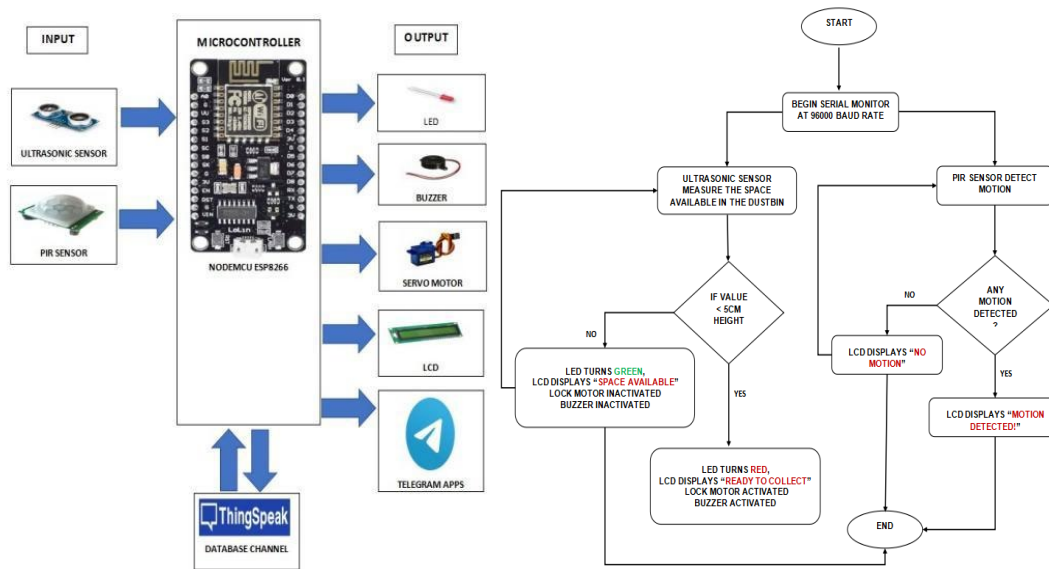 INPUT
MICROCONTROLLER
OUTPUT
ULTRASONIC SENSOR
PIR SENSOR
NODEMCU ESP8266
LED
BUZZER
SERVO MOTOR
LCD
TELEGRAM APPS
ThingSpeak
DATABASE CHANNEL
START
BEGIN SERIAL MONITOR
AT 96000 BAUD RATE
ULTRASONIC SENSOR
MEASURE THE SPACE
AVAILABLE IN THE DUSTBIN
IF VALUE
< 5CM
HEIGHT
NO
LED TURNS GREEN,
LCD DISPLAYS “SPACE AVAILABLE”
LOCK MOTOR INACTIVATED
BUZZER INACTIVATED
YES
LED TURNS RED,
LCD DISPLAYS “READY TO COLLECT”
LOCK MOTOR ACTIVATED
BUZZER ACTIVATED
PIR SENSOR DETECT
MOTION
ANY
MOTION
DETECTED
?
NO
LCD DISPLAYS “NO
MOTION”
YES
LCD DISPLAYS “MOTION
DETECTED!”
END